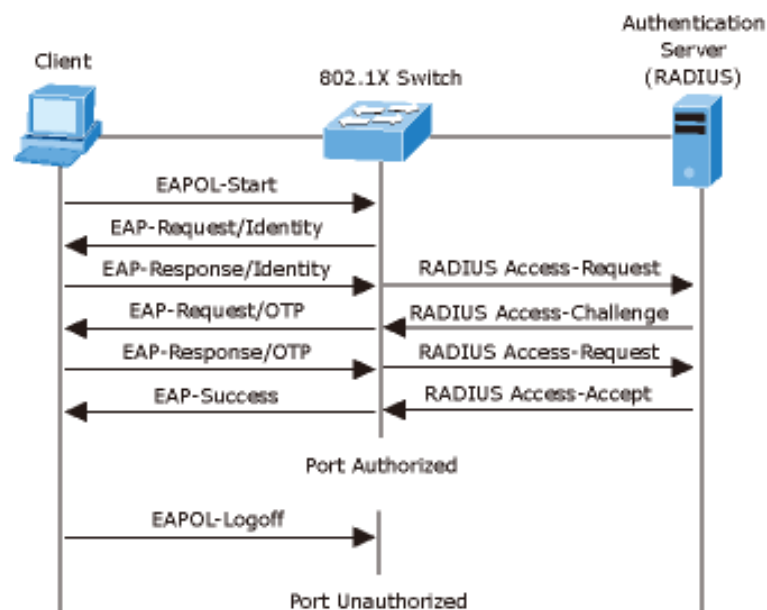 Client
802.1X Switch
Authentication
Server
(RADIUS)
EAPOL-Start
EAP-Request/Identity
EAP-Response/Identity
RADIUS Access-Request
EAP-Request/OTP
RADIUS Access-Challenge
EAP-Response/OTP
RADIUS Access-Request
EAP-Success
RADIUS Access-Accept
Port Authorized
EAPOL-Logoff
Port Unauthorized